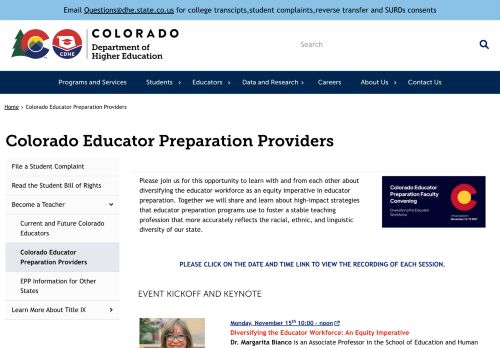 Email Questions@dhe.state.co.us for college transcipts,student complaints,reverse transfer and SURDs consents
COLORADO
Department of
Higher Education
CDHE
Search
Programs and Services
Students
Educators
Data and Research
Careers
About Us
Contact Us
Home > Colorado Educator Preparation Providers
Colorado Educator Preparation Providers
File a Student Complaint
Read the Student Bill of Rights
Become a Teacher
Current and Future Colorado
Educators
Colorado Educator
Preparation Providers
EPP Information for Other
States
Learn More About Title IX
Please join us for this opportunity to learn with and from each other about
diversifying the educator workforce as an equity imperative in educator
preparation. Together we will share and learn about high-impact strategies
that educator preparation programs use to foster a stable teaching
profession that more accurately reflects the racial, ethnic, and linguistic
diversity of our state.
Colorado Educator
Preparation Faculty
Convening
Diversifying the Educator
Workforce
PLEASE CLICK ON THE DATE AND TIME LINK TO VIEW THE RECORDING OF EACH SESSION.
EVENT KICKOFF AND KEYNOTE
Monday, November 15th 10:00 - noon
Diversifying the Educator Workforce: An Equity Imperative
Dr. Margarita Bianco is an Associate Professor in the School of Education and Human